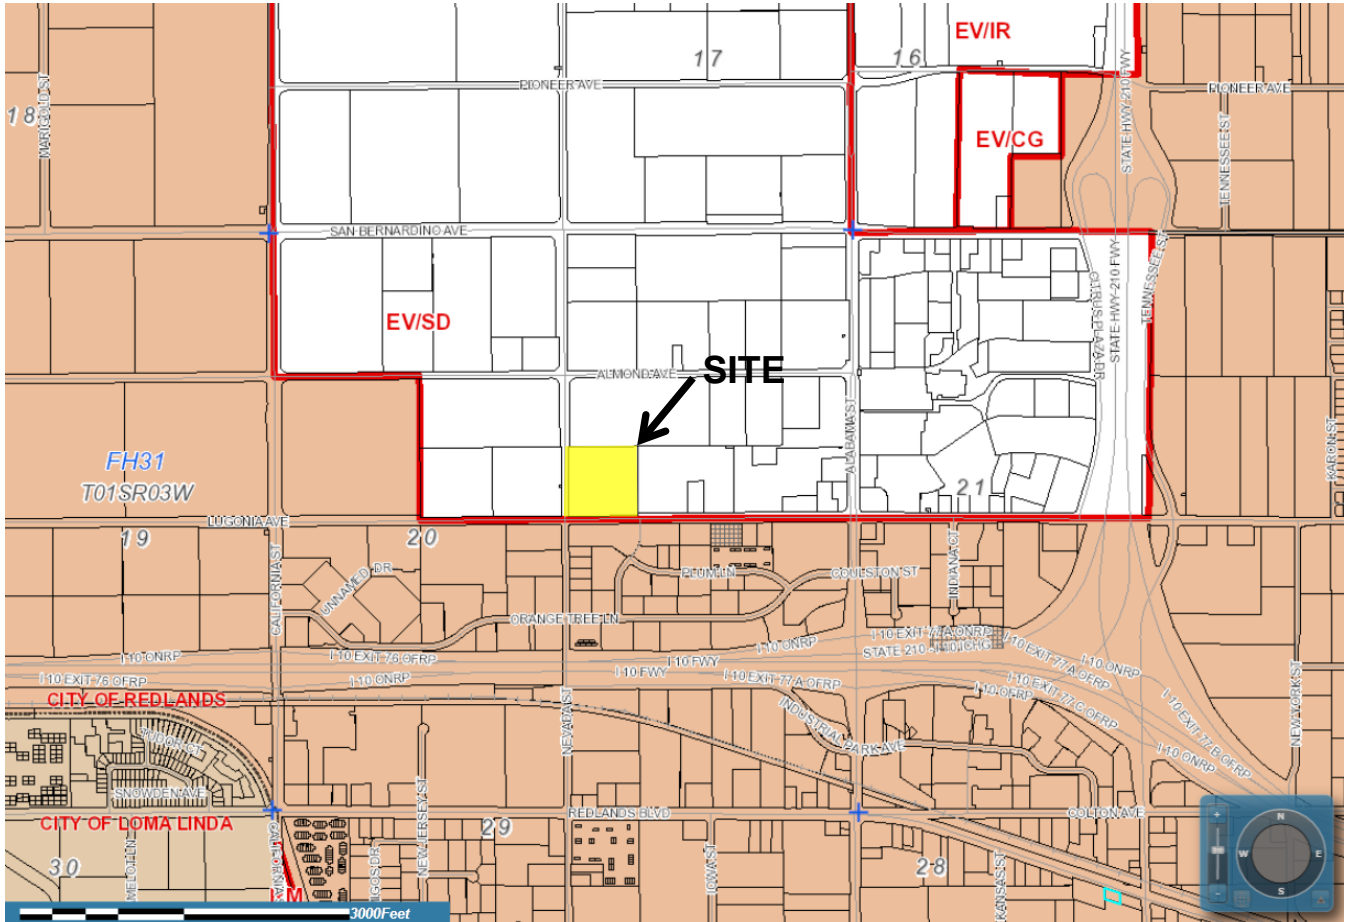 EV/IR
17
16
STATE HWY-210 FWY
PIONEER AVE
PIONEER AVE
18
MARIGOLD ST
TENNESSEE ST
EV/CG
SAN BERNARDINO AVE
TENNESSEE ST
CITRUS PLAZA DR
STATE HWY-210 FWY
EV/SD
ALMOND AVE
SITE
ALABAMA ST
KARON ST
FH31
T01SR03W
21
LUGONIA AVE
19
20
CALIFORNIA ST
UNNAMED DR
PLUM LN
COULSTON ST
INDIANA CT
ORANGE TREE LN
I 10 EXIT 77 A ONRP
I 10 ONRP
STATE 210 - I 10 ICHG
I 10 EXIT 77 A OFRP
I 10 ONRP
I 10 ONRP
I 10 EXIT 76 OFRP
I 10 FWY
I 10 FWY
I 10 EXIT 76 OFRP
I 10 ONRP
I 10 EXIT 77 A OFRP
I 10 OFRP
I 10 EXIT 77 C OFRP
I 10 EXIT 77 B OFRP
I 10 ONRP
NEW YORK ST
CITY OF REDLANDS
NEVADA ST
INDUSTRIAL PARK AVE
TUDOR CT
SNOWDEN AVE
NEW JERSEY ST
REDLANDS BLVD
COLTON AVE
CITY OF LOMA LINDA
29
30
28
IOWA ST
KANSAS ST
N
W
E
S
3000Feet